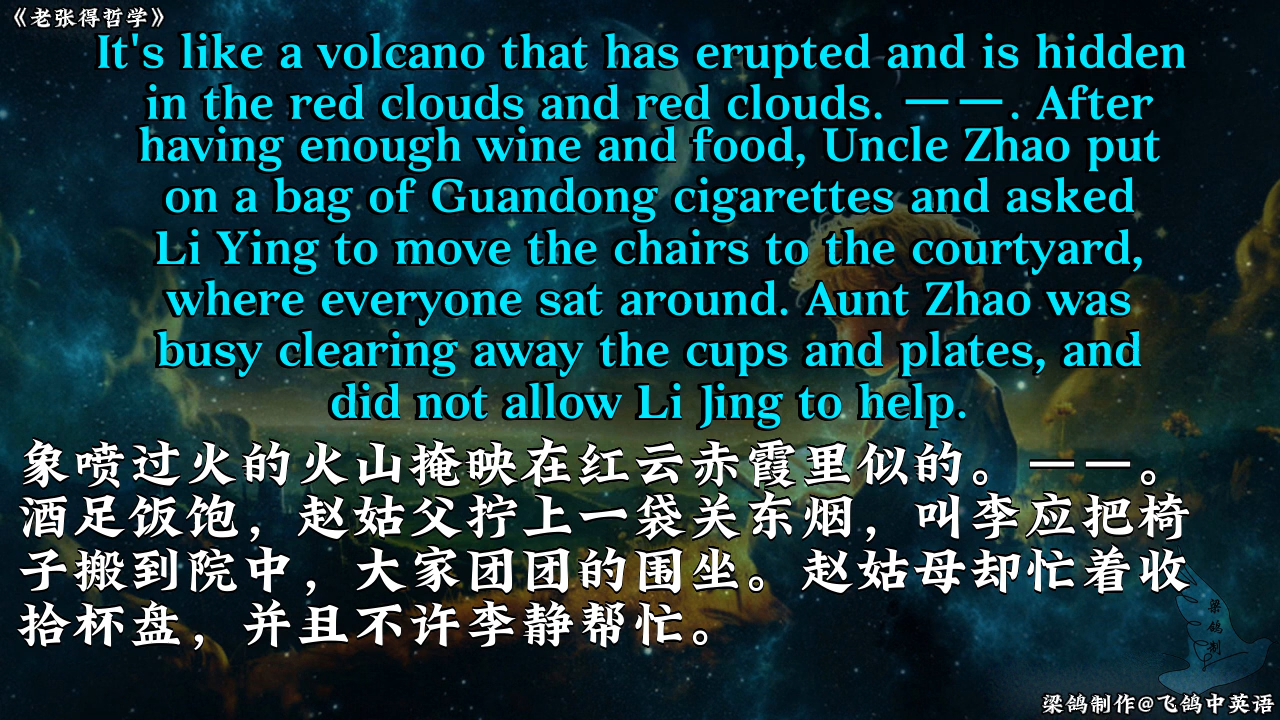 《老张得哲学》
It's like a volcano that has erupted and is hidden
in the red clouds and red clouds. 一一. After
having enough wine and food, Uncle Zhao put
on a bag of Guandong cigarettes and asked
Li Ying to move the chairs to the courtyard,
where everyone sat around. Aunt Zhao was
busy clearing away the cups and plates, and
did not allow Li Jing to help.
象喷过火的火山掩映在红云赤霞里似的。一一。
酒足饭饱，赵姑父拧上一袋关东烟，叫李应把椅
子搬到院中，大家团团的围坐。赵姑母却忙着收
拾杯盘，并且不许李静帮忙。
梁
鸽
制
梁鸽制作@飞鸽中英语